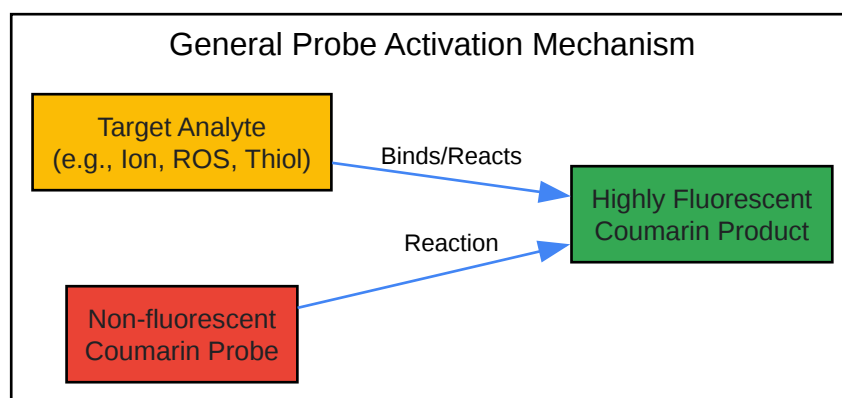 General Probe Activation Mechanism
Target Analyte
(e.g., Ion, ROS, Thiol)
Binds/Reacts
Highly Fluorescent
Coumarin Product
Reaction
Non-fluorescent
Coumarin Probe